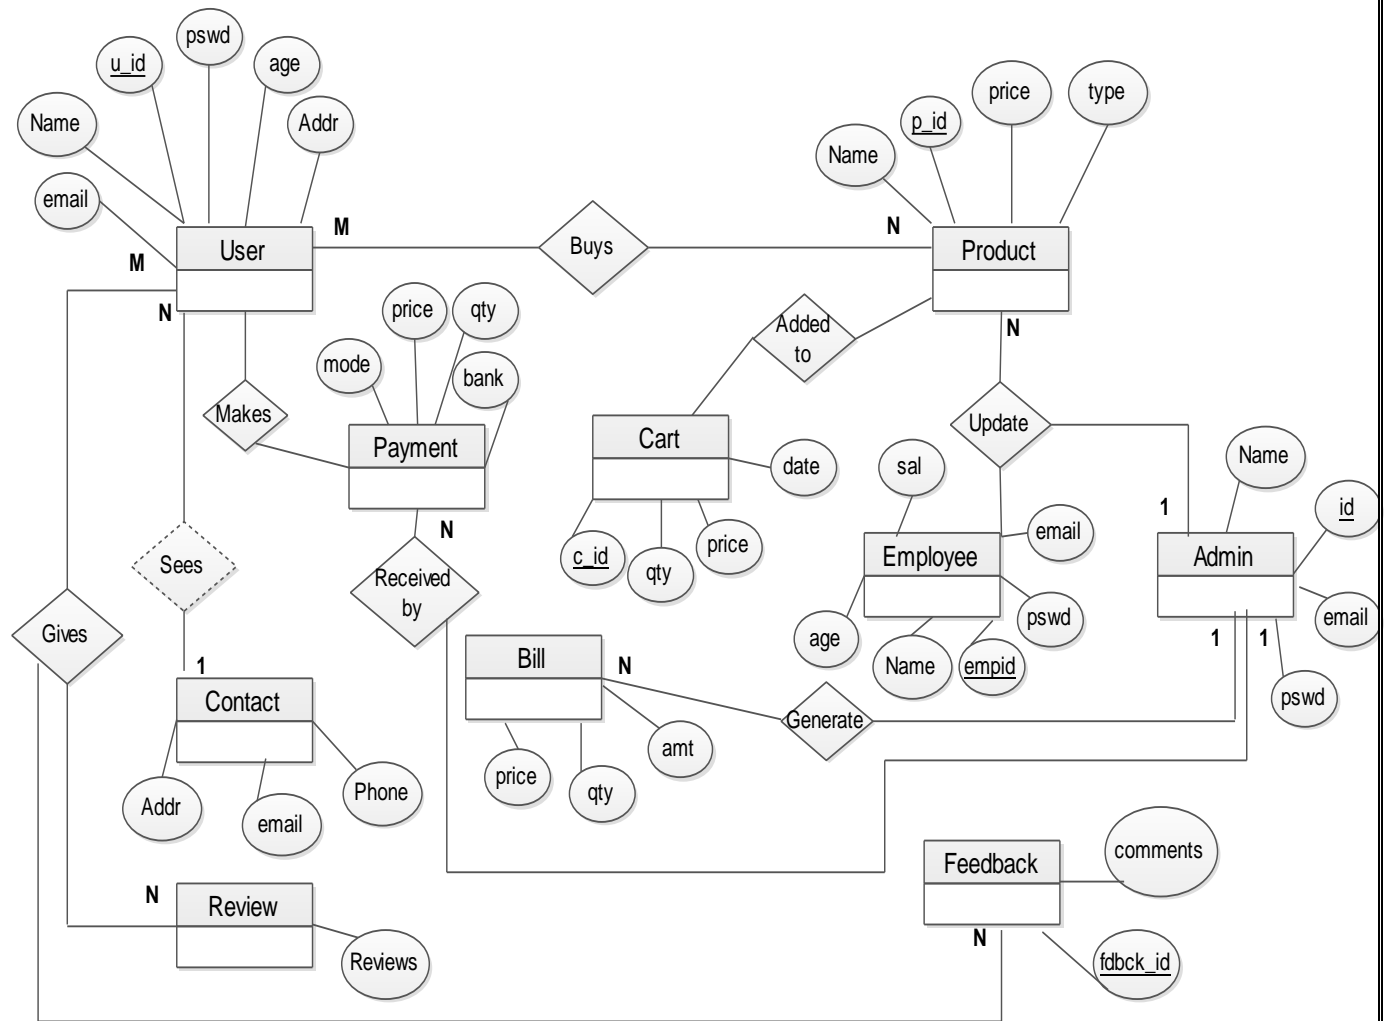 pswd
u_id
age
Name
Addr
email
User
M
M
N
Buys
N
price
type
p_id
Name
Product
N
price
qty
mode
bank
Makes
Payment
N
Added
to
Cart
date
c_id
qty
price
Update
sal
email
Employee
age
Name
empid
pswd
Name
id
1
Admin
email
pswd
1
1
Sees
Received
by
Gives
1
Contact
Addr
email
Phone
Bill
N
price
qty
amt
Generate
N
Review
Reviews
Feedback
comments
N
fdbck_id